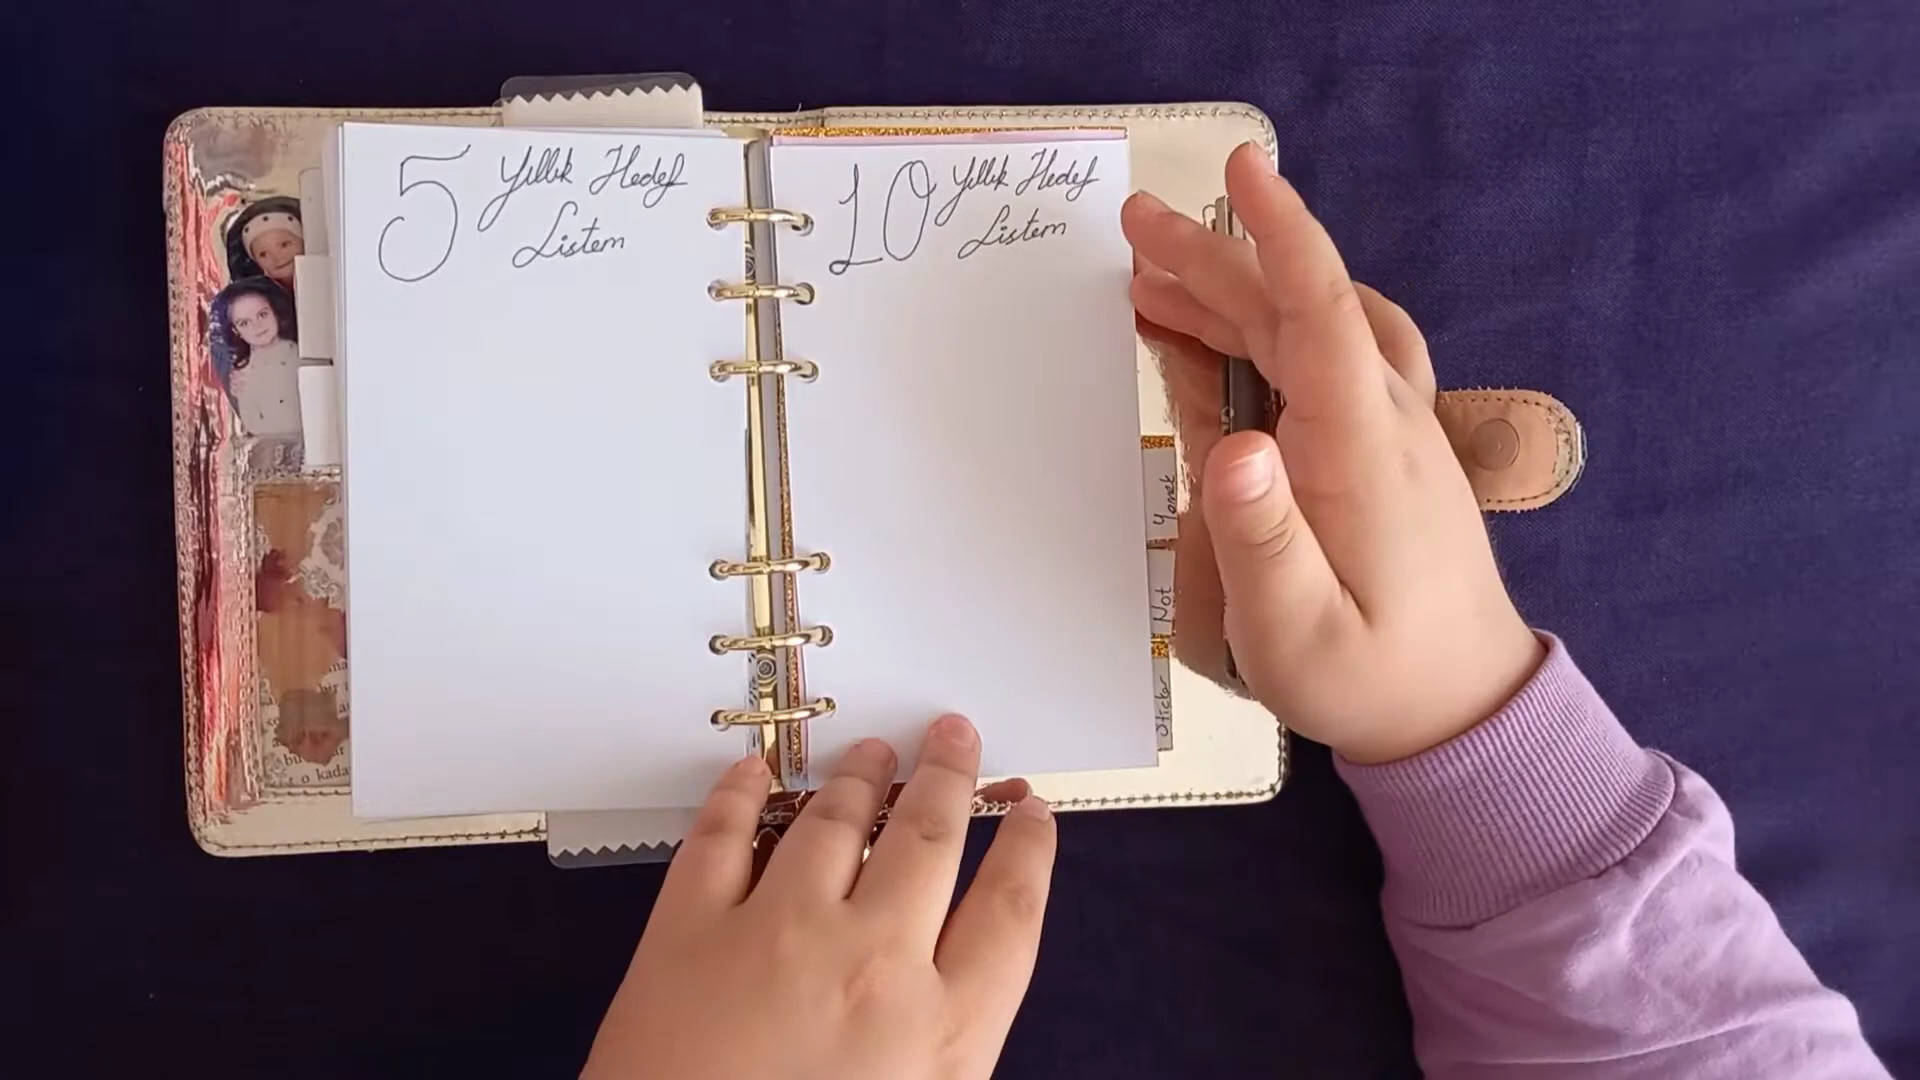 5 Yıllık Hedef
Listem
10 Yıllık Hedef
Listem
Yemek
Not
Sticker